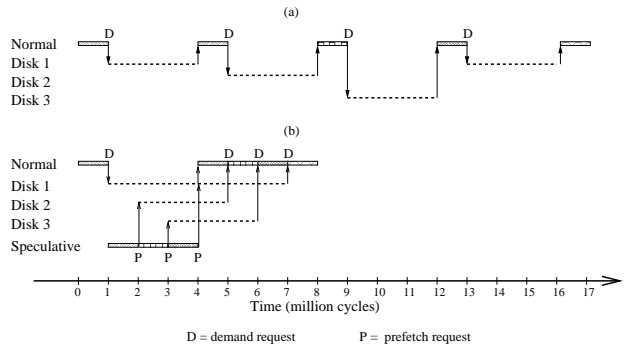 (a)
D D D D
Normal
Disk 1
Disk 2
Disk 3
(b)
D D D D
Normal
Disk 1
Disk 2
Disk 3
Speculative
P P P
0 1 2 3 4 5 6 7 8 9 10 11 12 13 14 15 16 17
Time (million cycles)
D = demand request P = prefetch request